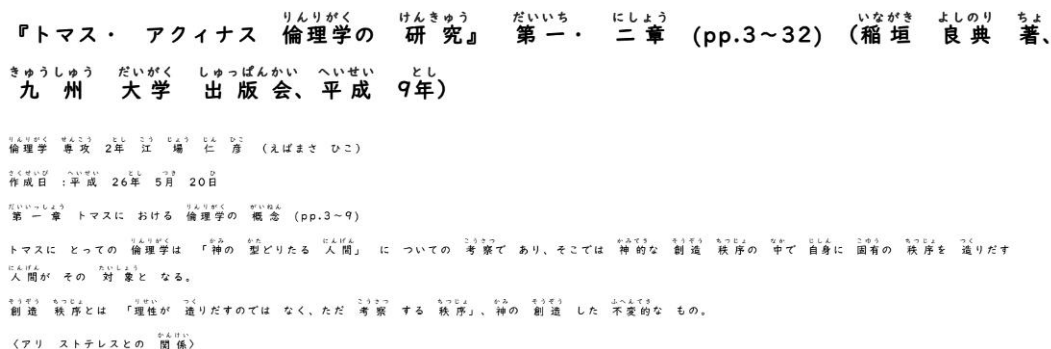 『トマス・ アクィナス 倫理学の 研究』 第一・ 二章 (pp.3~32) (稲垣 良典 著、
九州 大学 出版会、平成 9年)
倫理学 専攻 2年 江 場 仁 彦 (えばまさ ひこ)
作成日 :平成 26年 5月 20日
第一章 トマスに おける 倫理学の 概念 (pp.3~9)
トマスに とっての 倫理学は 「神の 型どりたる 人間」 に ついての 考察で あり、そこでは 神的な 創造 秩序の 中で 自身に 固有の 秩序を 造りだす
人間が その 対象と なる。
創造 秩序とは 「理性が 造りだすのでは なく、ただ 考察 する 秩序」、神の 創造 した 不変的な もの。
〈アリ ストテレスとの 関係〉